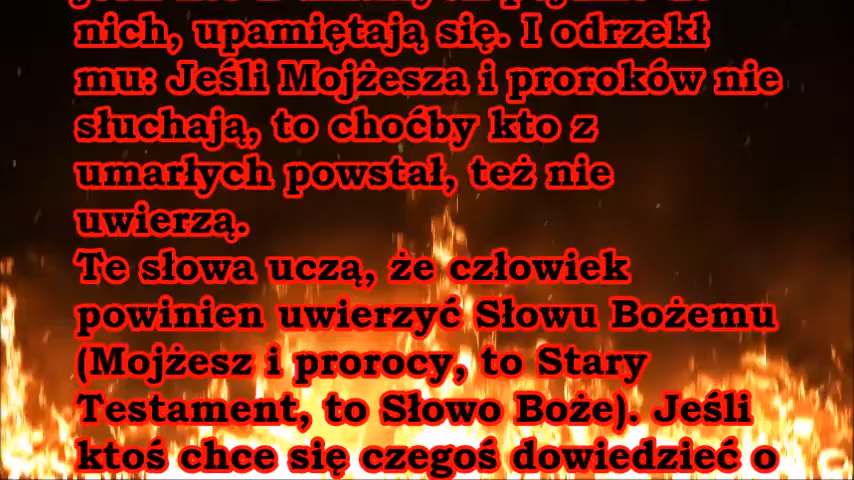 nich, upamiętają się. I odrzekł
mu: Jeśli Mojżesza i proroków nie
słuchają, to choćby kto z
umarłych powstał, też nie
uwierzą.
Te słowa uczą, że człowiek
powinien uwierzyć Słowu Bożemu
(Mojżesz i prorocy, to Stary
Testament, to Słowo Boże). Jeśli
ktoś chce się czegoś dowiedzieć o